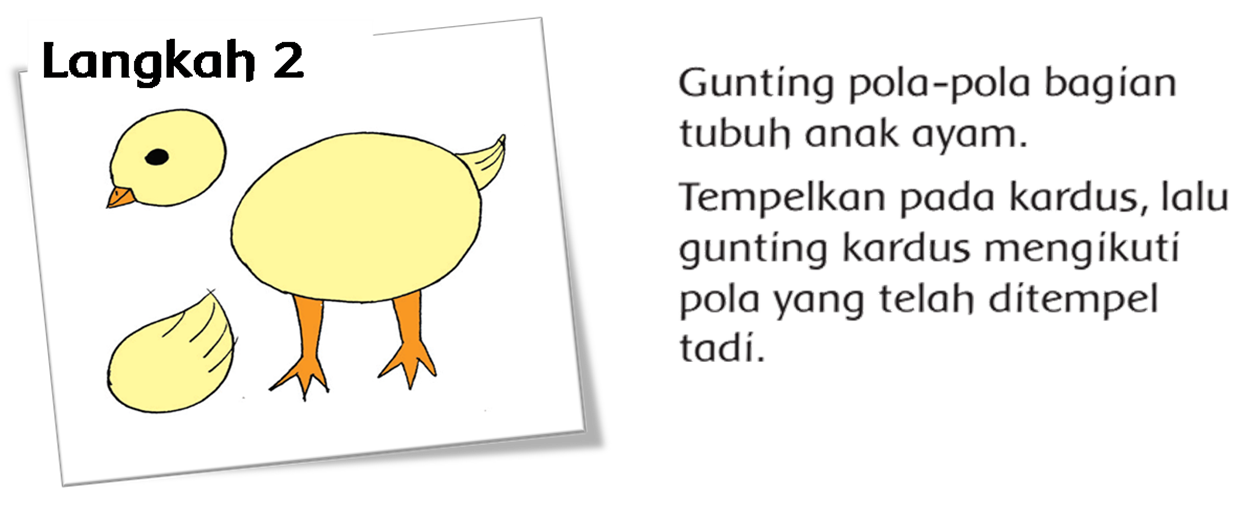 Langkah 2
Gunting pola-pola bagian
tubuh anak ayam.
Tempelkan pada kardus, lalu
gunting kardus mengikuti
pola yang telah ditempel
tadi.